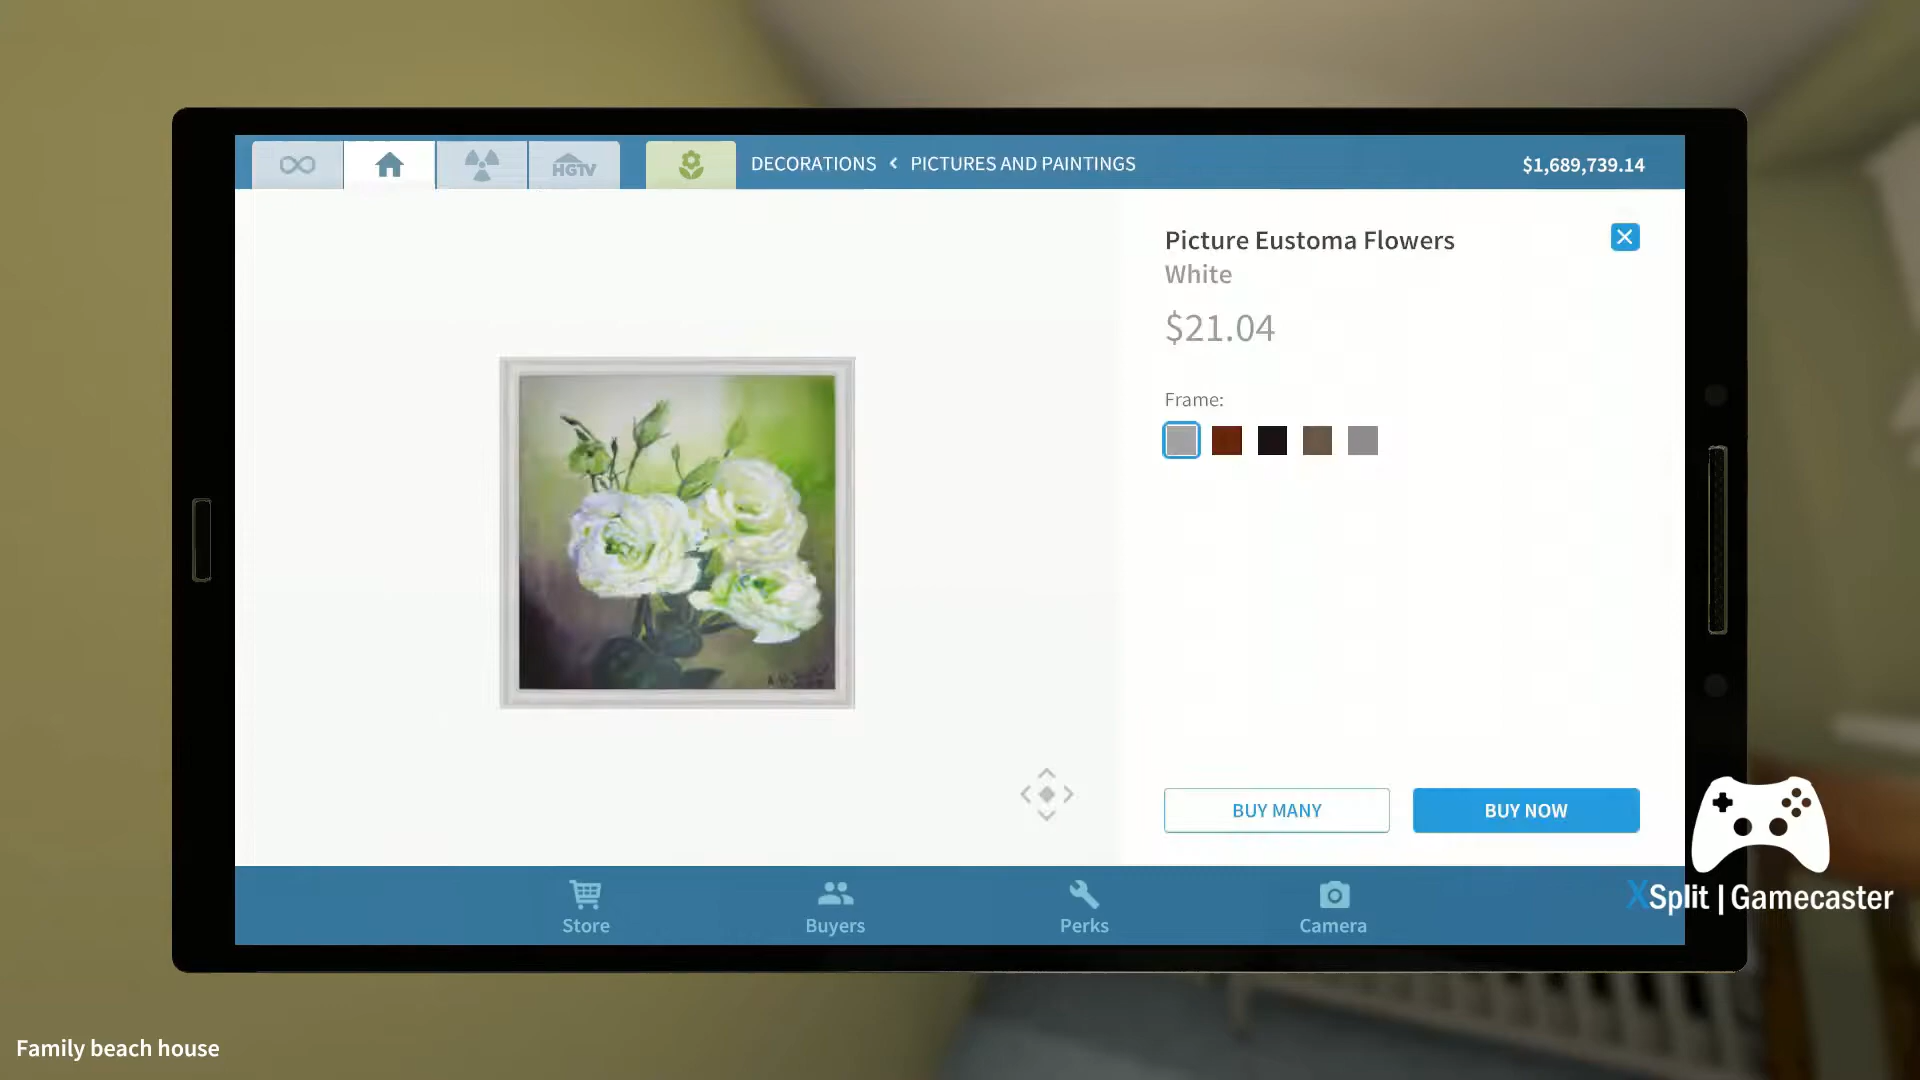 HGTV
DECORATIONS < PICTURES AND PAINTINGS
$1,689,739.14
Picture Eustoma Flowers
White
$21.04
Frame:
BUY MANY
BUY NOW
Store
Buyers
Perks
Camera
XSplit | Gamecaster
Family beach house